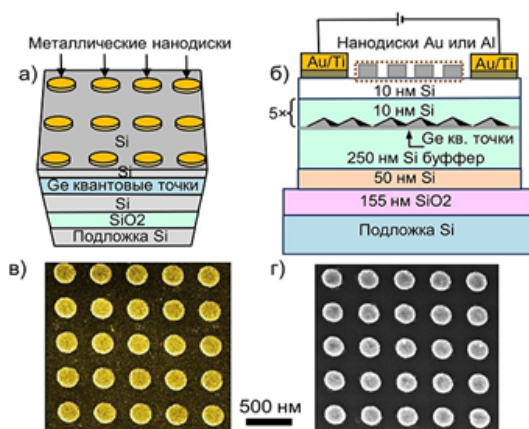 Металлические нанодиски
а)
Si
Si
Ge квантовые точки
Si
SiO2
Подложка Si
б)
Нанодиски Au или Al
Au/Ti
Au/Ti
10 нм Si
5×
10 нм Si
Ge кв. точки
250 нм Si буффер
50 нм Si
155 нм SiO2
Подложка Si
в)
г)
500 нм